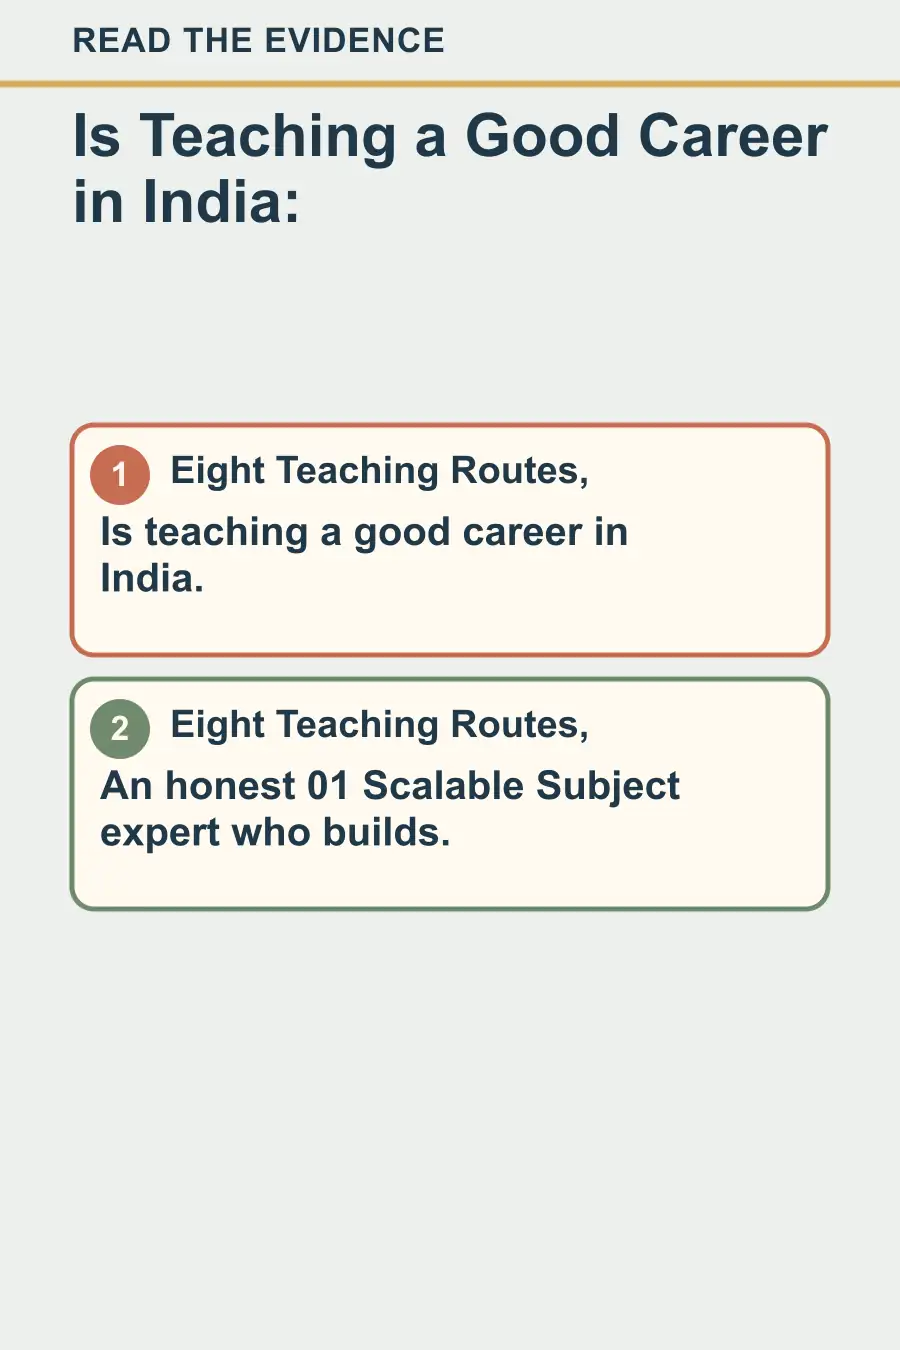 READ THE EVIDENCE
Is Teaching a Good Career
in India:
1 Eight Teaching Routes,
Is teaching a good career in
India.
2 Eight Teaching Routes,
An honest 01 Scalable Subject
expert who builds.